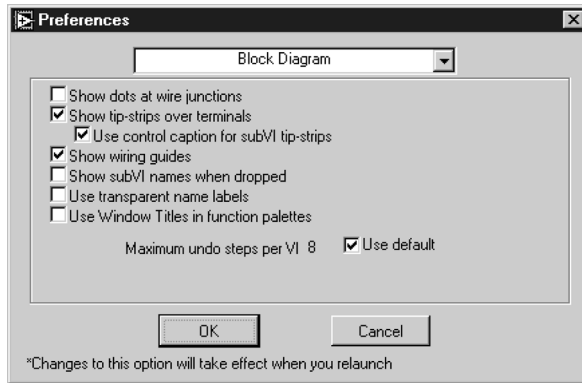 Preferences
Block Diagram
Show dots at wire junctions
Show tip-strips over terminals
Use control caption for subVI tip-strips
Show wiring guides
Show subVI names when dropped
Use transparent name labels
Use Window Titles in function palettes
Maximum undo steps per VI 8 Use default
OK Cancel
*Changes to this option will take effect when you relaunch